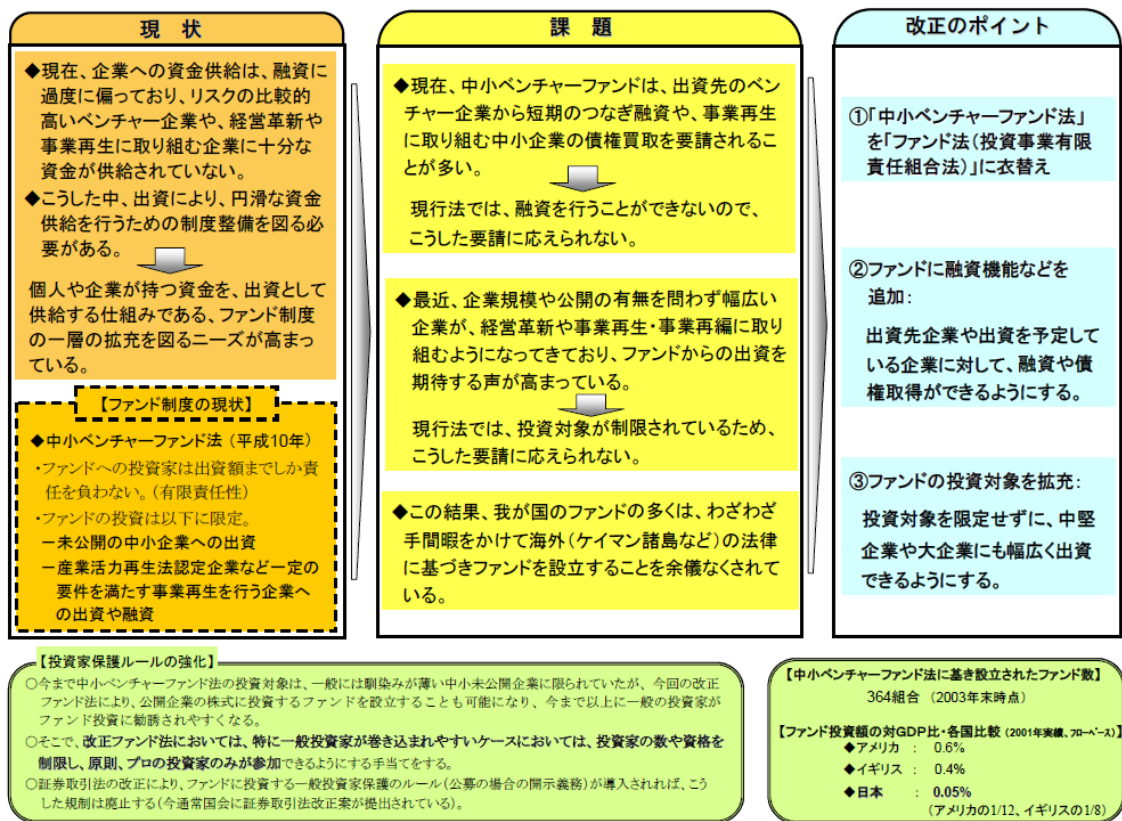 現　状
◆現在、企業への資金供給は、融資に
過度に偏っており、リスクの比較的
高いベンチャー企業や、経営革新や
事業再生に取り組む企業に十分な
資金が供給されていない。
◆こうした中、出資により、円滑な資金
供給を行うための制度整備を図る必
要がある。
個人や企業が持つ資金を、出資として
供給する仕組みである、ファンド制度
の一層の拡充を図るニーズが高まっ
ている。
【ファンド制度の現状】
◆中小ベンチャーファンド法（平成10年）
・ファンドへの投資家は出資額までしか責
任を負わない。（有限責任性）
・ファンドの投資は以下に限定。
－未公開の中小企業への出資
－産業活力再生法認定企業など一定の
要件を満たす事業再生を行う企業へ
の出資や融資
課　題
◆現在、中小ベンチャーファンドは、出資先のベン
チャー企業から短期のつなぎ融資や、事業再生
に取り組む中小企業の債権買取を要請されるこ
とが多い。
現行法では、融資を行うことができないので、
こうした要請に応えられない。
◆最近、企業規模や公開の有無を問わず幅広い
企業が、経営革新や事業再生・事業再編に取り
組むようになってきており、ファンドからの出資を
期待する声が高まっている。
現行法では、投資対象が制限されているため、
こうした要請に応えられない。
◆この結果、我が国のファンドの多くは、わざわざ
手間暇をかけて海外（ケイマン諸島など）の法律
に基づきファンドを設立することを余儀なくされて
いる。
改正のポイント
①「中小ベンチャーファンド法」
を「ファンド法（投資事業有限
責任組合法）」に衣替え
②ファンドに融資機能などを
追加：
出資先企業や出資を予定して
いる企業に対して、融資や債
権取得ができるようにする。
③ファンドの投資対象を拡充：
投資対象を限定せずに、中堅
企業や大企業にも幅広く出資
できるようにする。
【投資家保護ルールの強化】
○今まで中小ベンチャーファンド法の投資対象は、一般には馴染みが薄い中小未公開企業に限られていたが、今回の改正
ファンド法により、公開企業の株式に投資するファンドを設立することも可能になり、今まで以上に一般の投資家が
ファンド投資に勧誘されやすくなる。
○そこで、改正ファンド法においては、特に一般投資家が巻き込まれやすいケースにおいては、投資家の数や資格を
制限し、原則、プロの投資家のみが参加できるようにする手当てをする。
○証券取引法の改正により、ファンドに投資する一般投資家保護のルール（公募の場合の開示義務）が導入されれば、こう
した規制は廃止する（今通常国会に証券取引法改正案が提出されている）。
【中小ベンチャーファンド法に基き設立されたファンド数】
364組合　（2003年末時点）
【ファンド投資額の対GDP比・各国比較（2001年実績、フローベース）】
◆アメリカ　：　0.6%
◆イギリス　：　0.4%
◆日本　：　0.05%
（アメリカの1/12、イギリスの1/8）